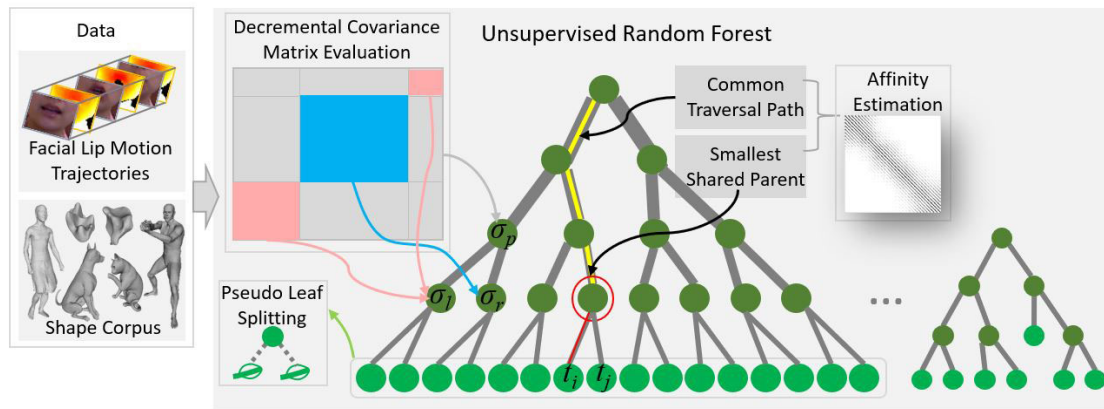 Data
Facial Lip Motion
Trajectories
Shape Corpus
Decremental Covariance
Matrix Evaluation
Unsupervised Random Forest
Common
Traversal Path
Smallest
Shared Parent
Affinity
Estimation
σp
σl
σr
Pseudo Leaf
Splitting
ti
tj
...